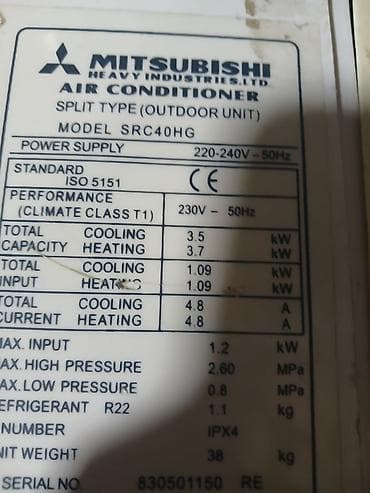 MITSUBISHI
HEAVY INDUSTRIES, LTD.
AIR CONDITIONER
SPLIT TYPE (OUTDOOR UNIT)
MODEL SRC40HG
POWER SUPPLY 220-240V ~ 50Hz
STANDARD
ISO 5151 CE
PERFORMANCE
(CLIMATE CLASS T1) 230V ~ 50Hz
TOTAL COOLING 3.5 kW
CAPACITY HEATING 3.7 kW
TOTAL COOLING 1.09 kW
INPUT HEATING 1.09 kW
TOTAL COOLING 4.8 A
CURRENT HEATING 4.8 A
AX. INPUT 1.2 kW
AX. HIGH PRESSURE 2.60 MPa
AX. LOW PRESSURE 0.8 MPa
EFRIGERANT R22 1.1 kg
NUMBER IPX4
NIT WEIGHT 38 kg
SERIAL NO. 830501150 RE